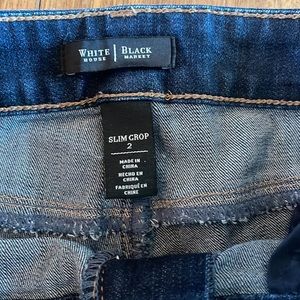 WHITE | BLACK
HOUSE | MARKET
SLIM CROP
2
MADE IN
CHINA
HECHO EN
CHINA
FABRIQUÉ EN
CHINE